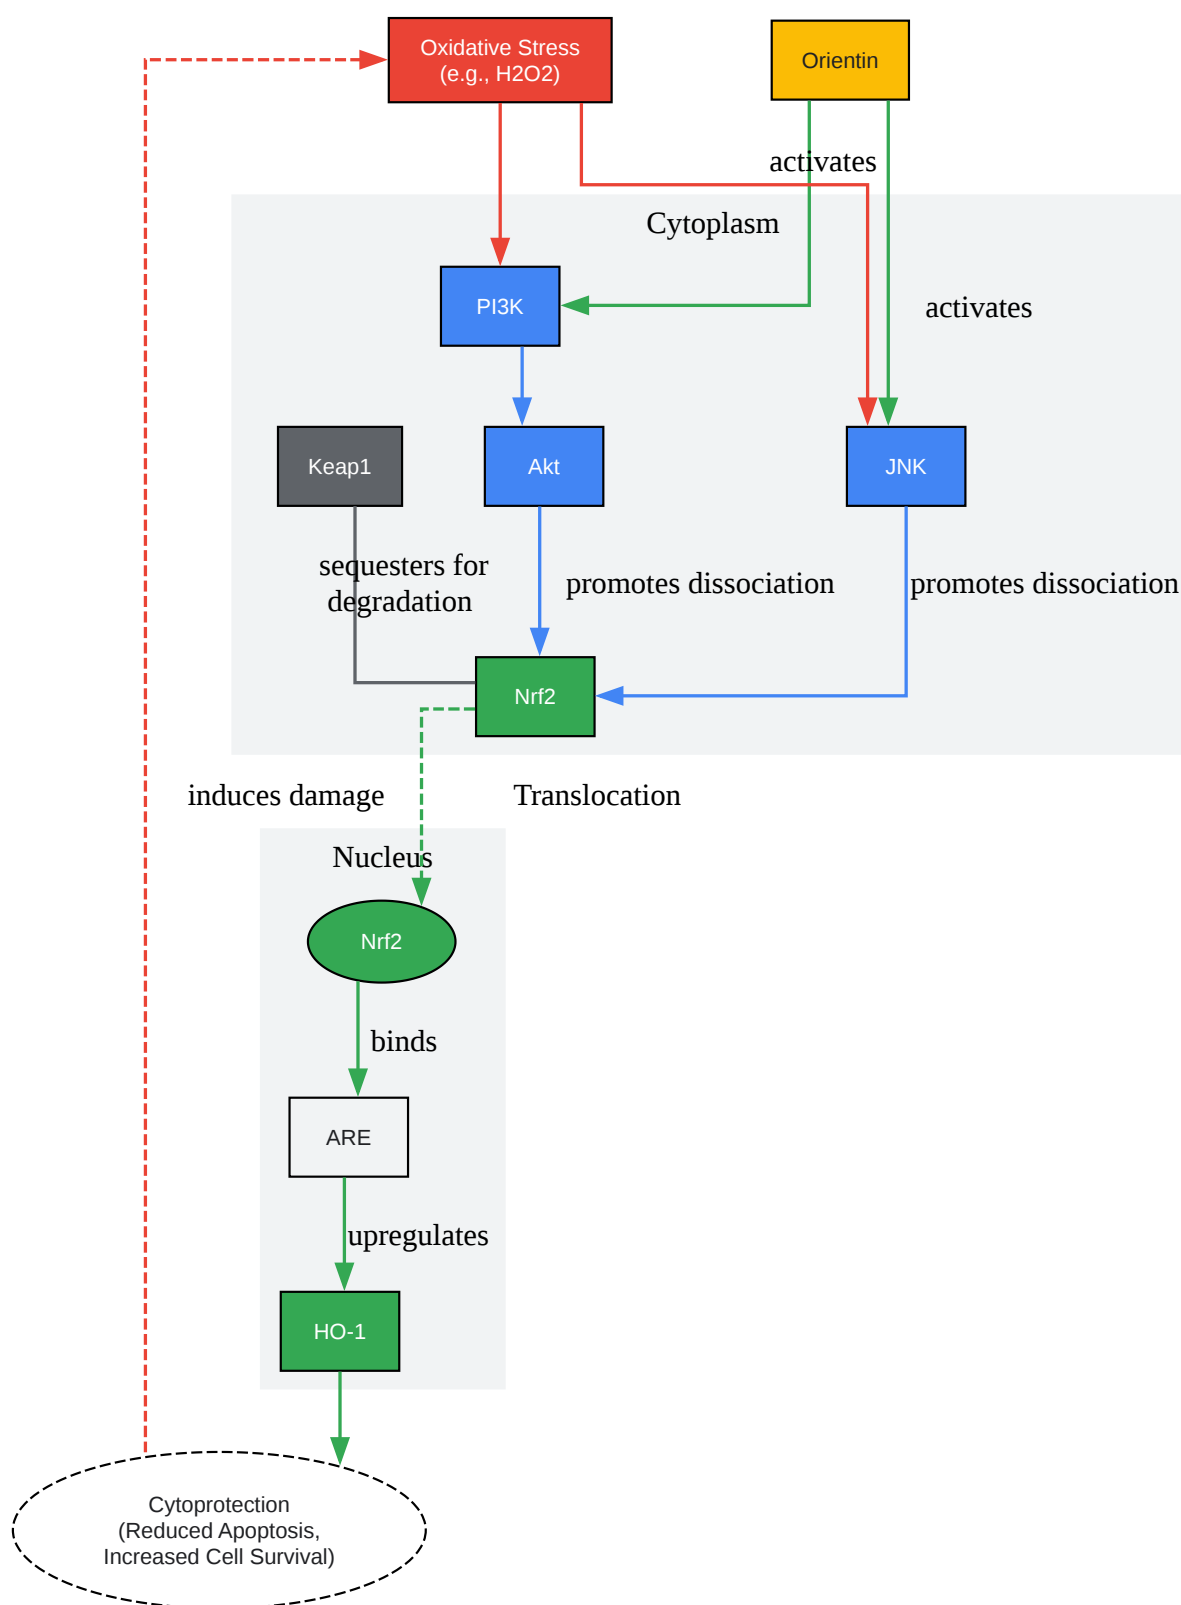 Oxidative Stress
(e.g., H2O2)
Orientin
activates
Cytoplasm
PI3K
activates
Keap1
Akt
JNK
sequesters for
degradation
promotes dissociation
promotes dissociation
Nrf2
induces damage
Translocation
Nucleus
Nrf2
binds
ARE
upregulates
HO-1
Cytoprotection
(Reduced Apoptosis,
Increased Cell Survival)